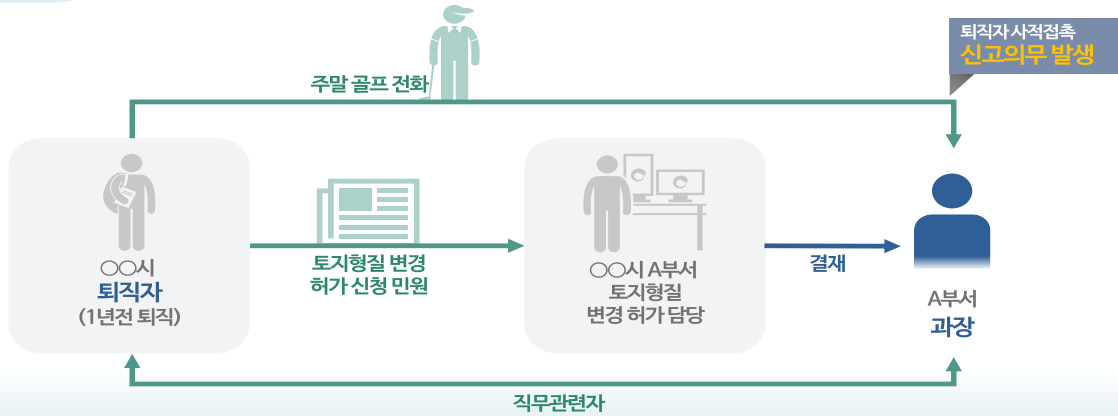 퇴직자 사적접촉
신고의무 발생
주말 골프 전화
○○시
퇴직자
(1년전 퇴직)
토지형질 변경
허가 신청 민원
○○시 A부서
토지형질
변경 허가 담당
결재
A부서
과장
직무관련자